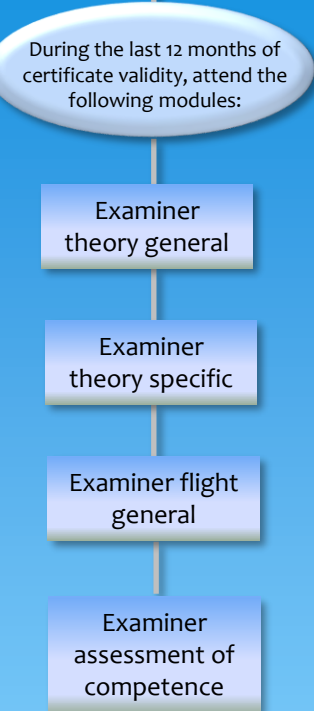 During the last 12 months of
certificate validity, attend the
following modules:
Examiner
theory general
Examiner
theory specific
Examiner flight
general
Examiner
assessment of
competence